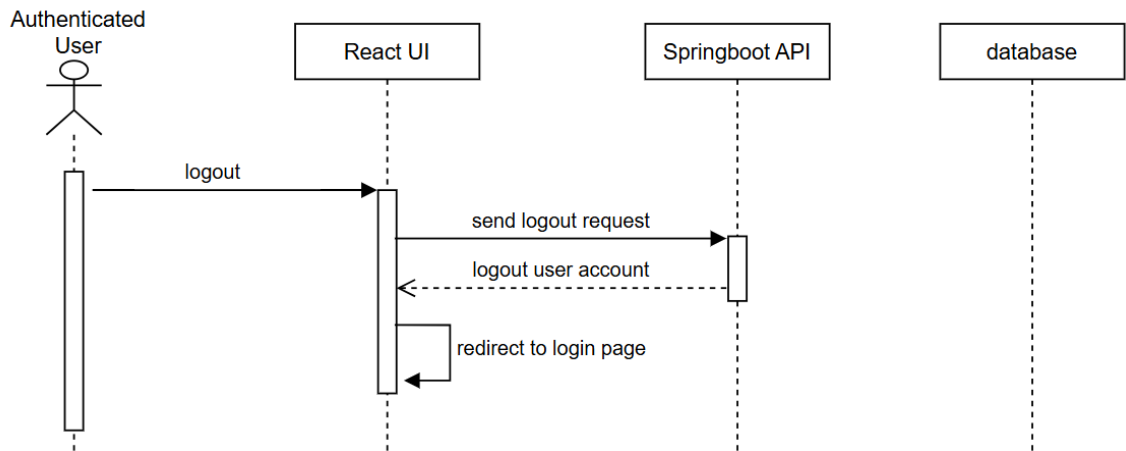 Authenticated
User
React UI
Springboot API
database
logout
send logout request
logout user account
redirect to login page